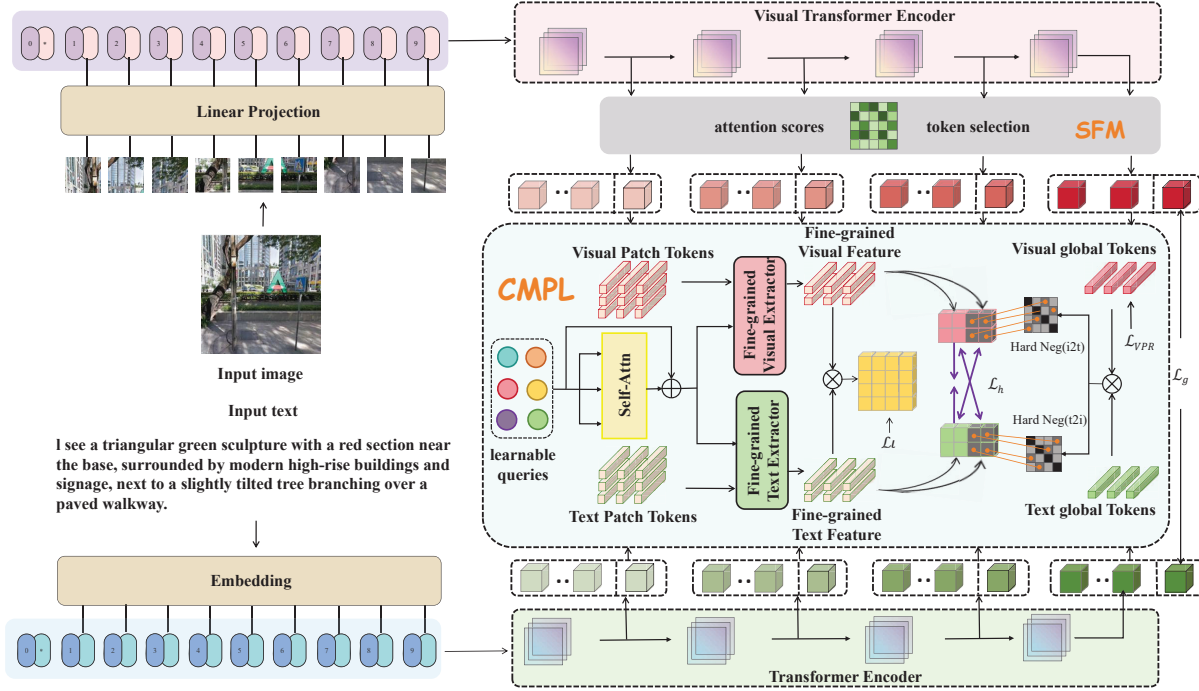 0 * 1 2 3 4 5 6 7 8 9
Linear Projection
Input image
Input text
I see a triangular green sculpture with a red section near
the base, surrounded by modern high-rise buildings and
signage, next to a slightly tilted tree branching over a
paved walkway.
Embedding
0 * 1 2 3 4 5 6 7 8 9
Visual Transformer Encoder
attention scores
token selection
SFM
CMPL
Visual Patch Tokens
Fine-grained
Visual Feature
Visual global Tokens
Fine-grained
Visual Extractor
Self-Attn
learnable
queries
Fine-grained
Text Extractor
Text Patch Tokens
Fine-grained
Text Feature
Text global Tokens
Hard Neg(i2t)
Hard Neg(t2i)
ℒVPR
ℒg
ℒh
ℒl
Transformer Encoder